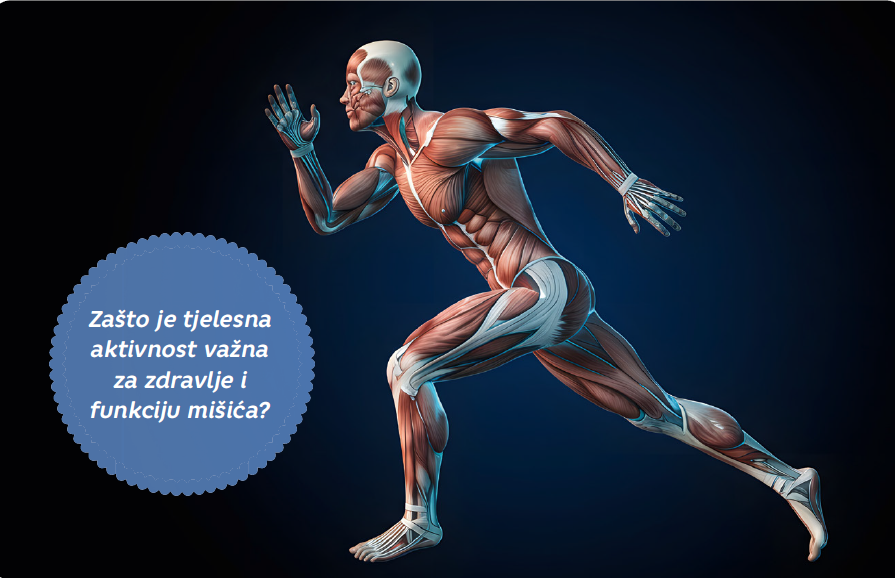 Zašto je tjelesna
aktivnost važna
za zdravlje i
funkciju mišića?